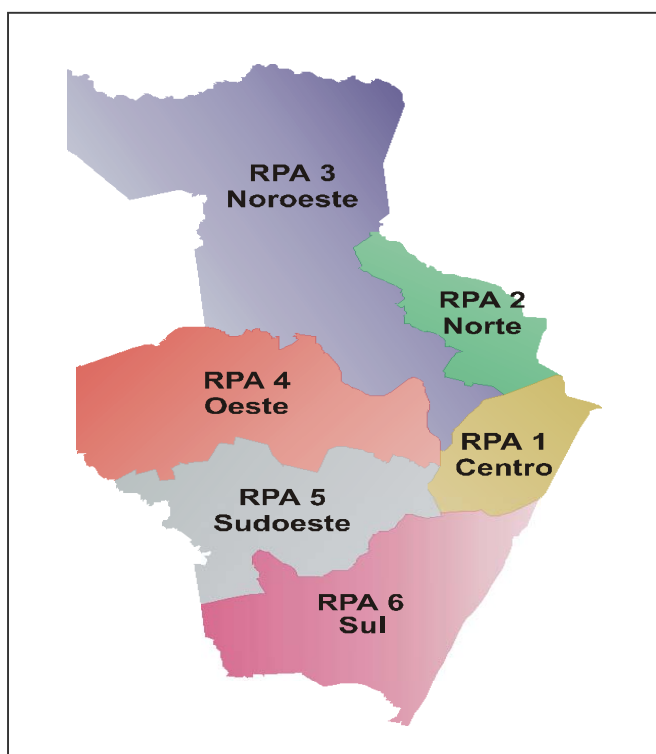 RPA 3
Noroeste
RPA 2
Norte
RPA 4
Oeste
RPA 1
Centro
RPA 5
Sudoeste
RPA 6
Sul